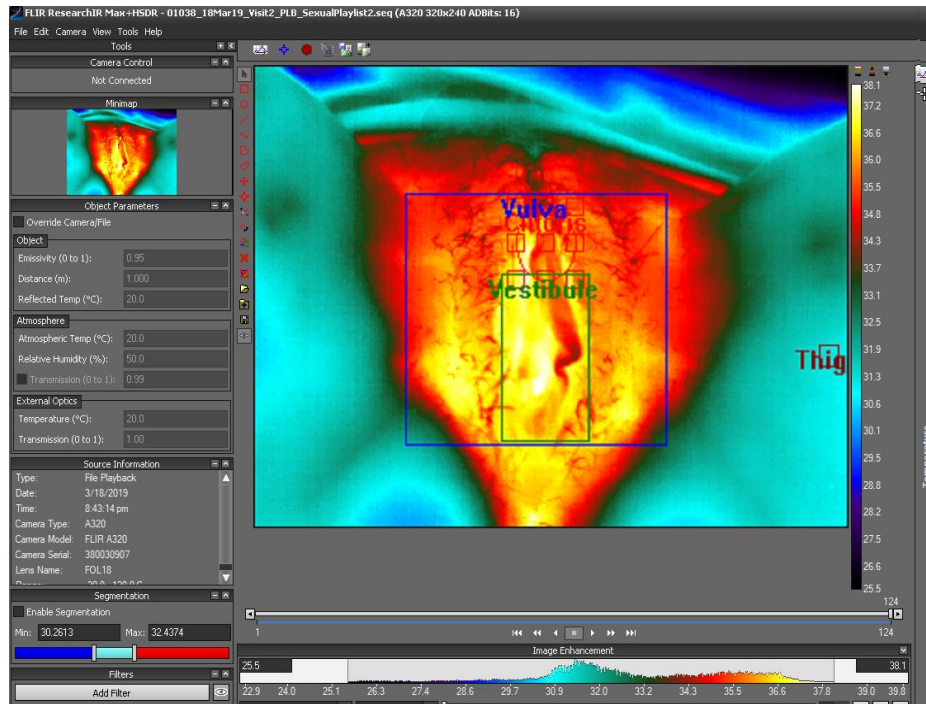 FLIR ResearchIR Max+HSDR - 01038_18Mar19_Visit2_PLB_SexualPlaylist2.seq (A320 320x240 ADBits: 16)
File Edit Camera View Tools Help
Tools
Camera Control
Not Connected
Minimap
Object Parameters
Override Camera/File
Object
Emissivity (0 to 1): 0.95
Distance (m): 1.000
Reflected Temp (°C): 20.0
Atmosphere
Atmospheric Temp (°C): 20.0
Relative Humidity (%): 50.0
Transmission (0 to 1): 0.99
External Optics
Temperature (°C): 20.0
Transmission (0 to 1): 1.00
Source Information
Type: File Playback
Date: 3/18/2019
Time: 8:43:14 pm
Camera Type: A320
Camera Model: FLIR A320
Camera Serial: 380030907
Lens Name: FOL18
Segmentation
Enable Segmentation
Min: 30.2613 Max: 32.4374
Filters
Add Filter
Vulva
Vestibule
Thig
38.1
37.2
36.6
36.0
35.5
34.8
34.3
33.7
33.1
32.5
31.9
31.3
30.6
30.1
29.5
28.8
28.2
27.5
26.6
25.5
Temperature
124
1 124
Image Enhancement
25.5 38.1
22.9 24.0 25.1 26.3 27.4 28.6 29.7 30.9 32.0 33.2 34.3 35.5 36.6 37.8 39.0 39.8